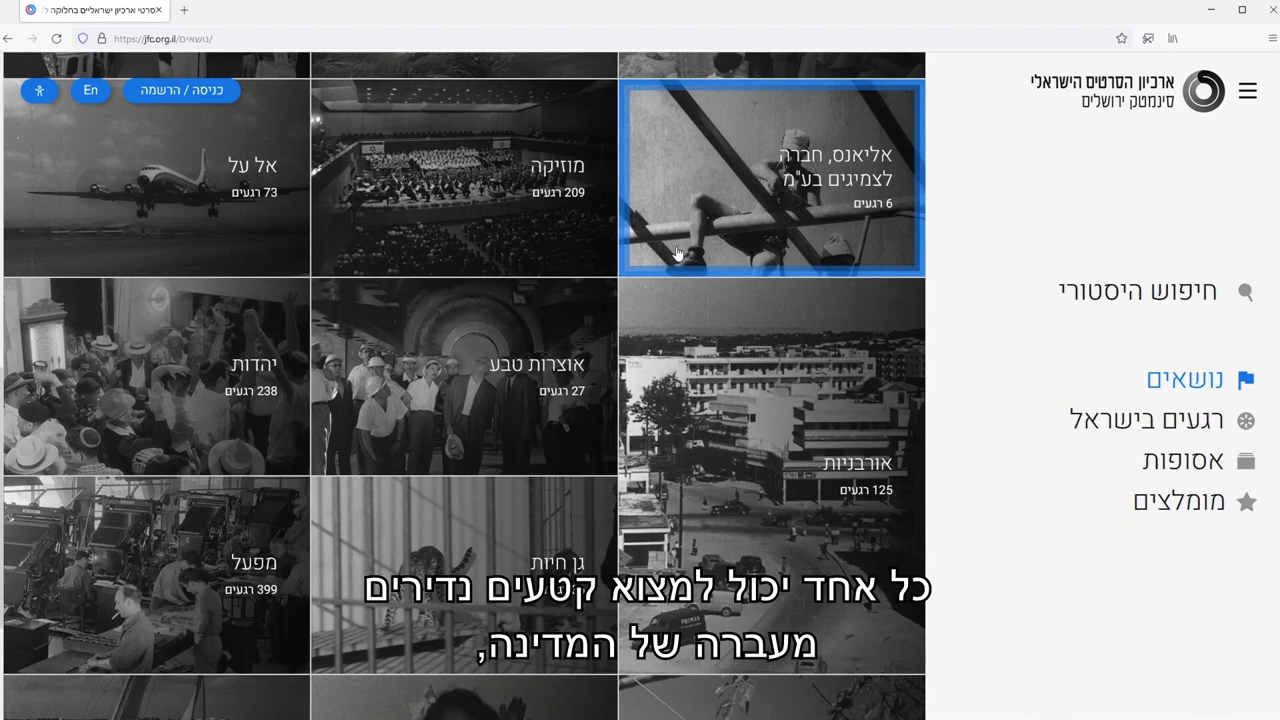 סרטי ארכיון ישראליים בחלוקה ל
https://jfc.org.il/נושאים/
כניסה / הרשמה
En
ארכיון הסרטים הישראלי
סינמטק ירושלים
אליאנס, חברה
לצמיגים בע"מ
6 רגעים
מוזיקה
209 רגעים
אל על
73 רגעים
חיפוש היסטורי
נושאים
רגעים בישראל
אסופות
מומלצים
אוצרות טבע
27 רגעים
יהדות
238 רגעים
אורבניות
125 רגעים
גן חיות
מפעל
399 רגעים
כל אחד יכול למצוא קטעים נדירים
מעברה של המדינה,